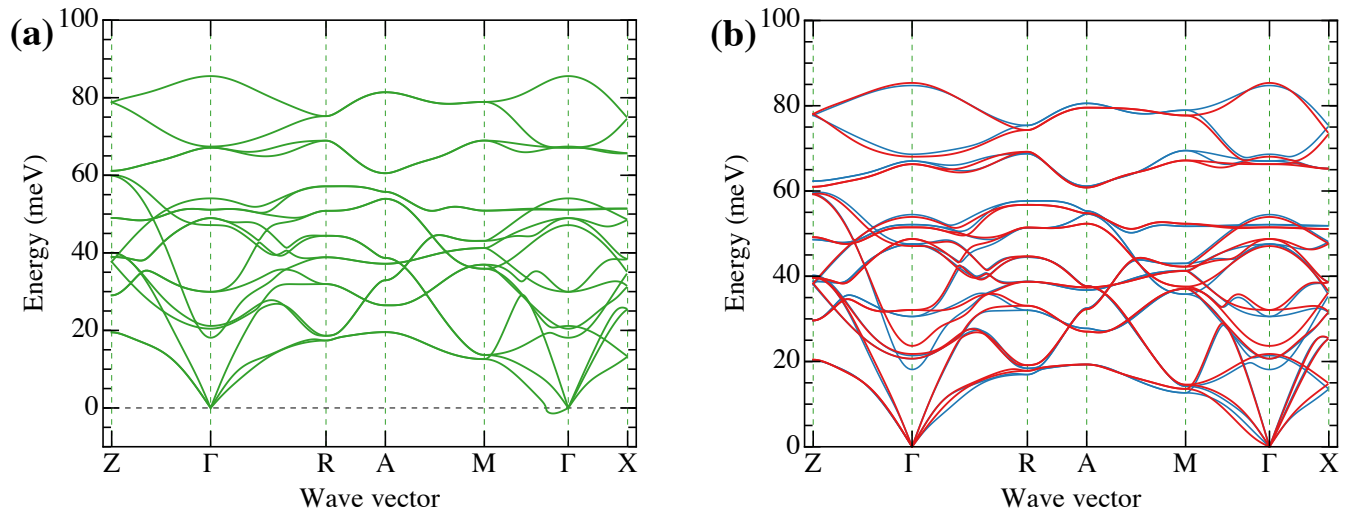 (a)
100
80
60
40
20
0
Energy (meV)
Z Γ R A M Γ X
Wave vector
(b)
100
80
60
40
20
0
Energy (meV)
Z Γ R A M Γ X
Wave vector